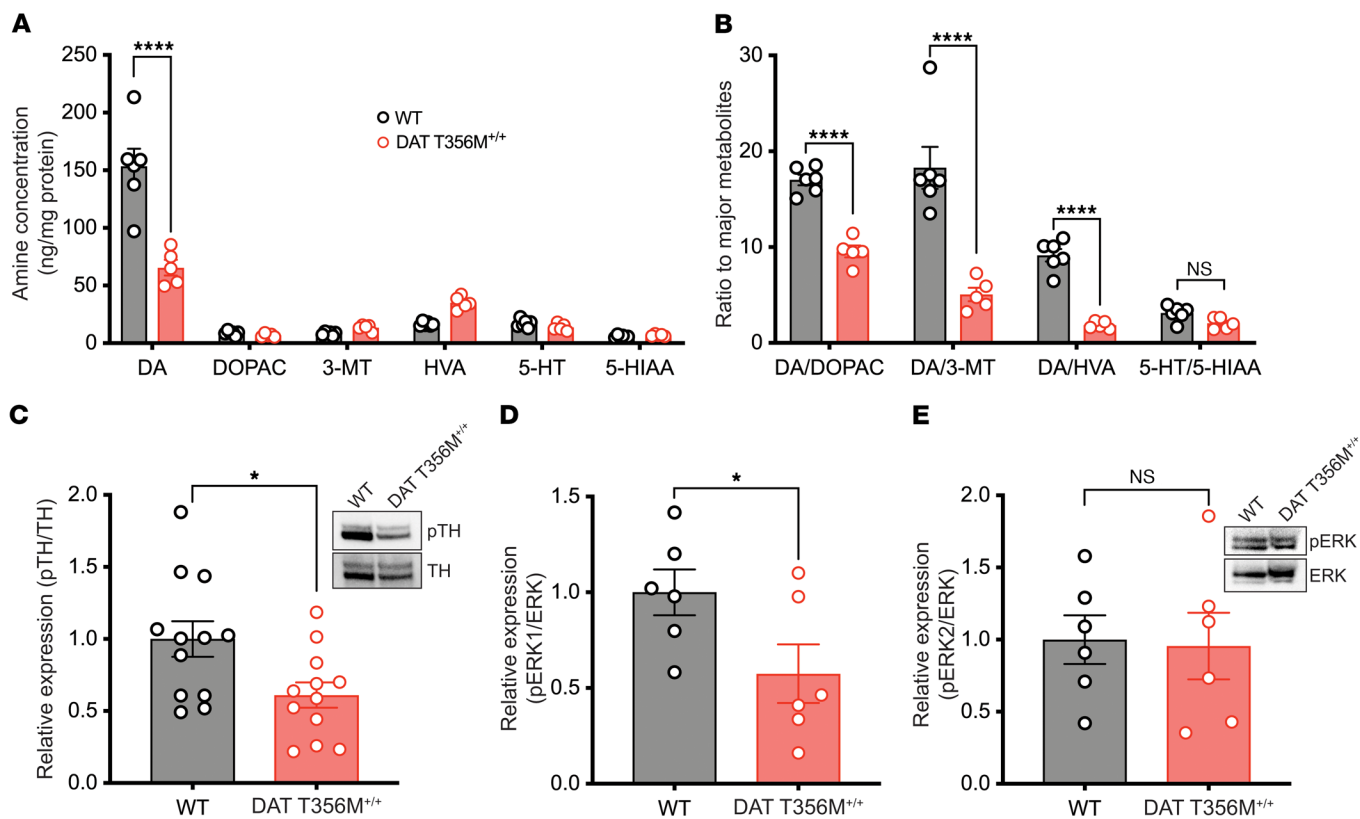 A
Amine concentration
(ng/mg protein)
250
200
150
100
50
0
****
WT
DAT T356M+/+
DA
DOPAC
3-MT
HVA
5-HT
5-HIAA
B
Ratio to major metabolites
30
20
10
0
****
****
****
NS
DA/DOPAC
DA/3-MT
DA/HVA
5-HT/5-HIAA
C
Relative expression (pTH/TH)
2.0
1.5
1.0
0.5
0.0
*
WT
DAT T356M+/+
pTH
TH
WT
DAT T356M+/+
D
Relative expression
(pERK1/ERK)
1.5
1.0
0.5
0.0
*
WT
DAT T356M+/+
E
Relative expression
(pERK2/ERK)
2.0
1.5
1.0
0.5
0.0
NS
WT
DAT T356M+/+
pERK
ERK
WT
DAT T356M+/+